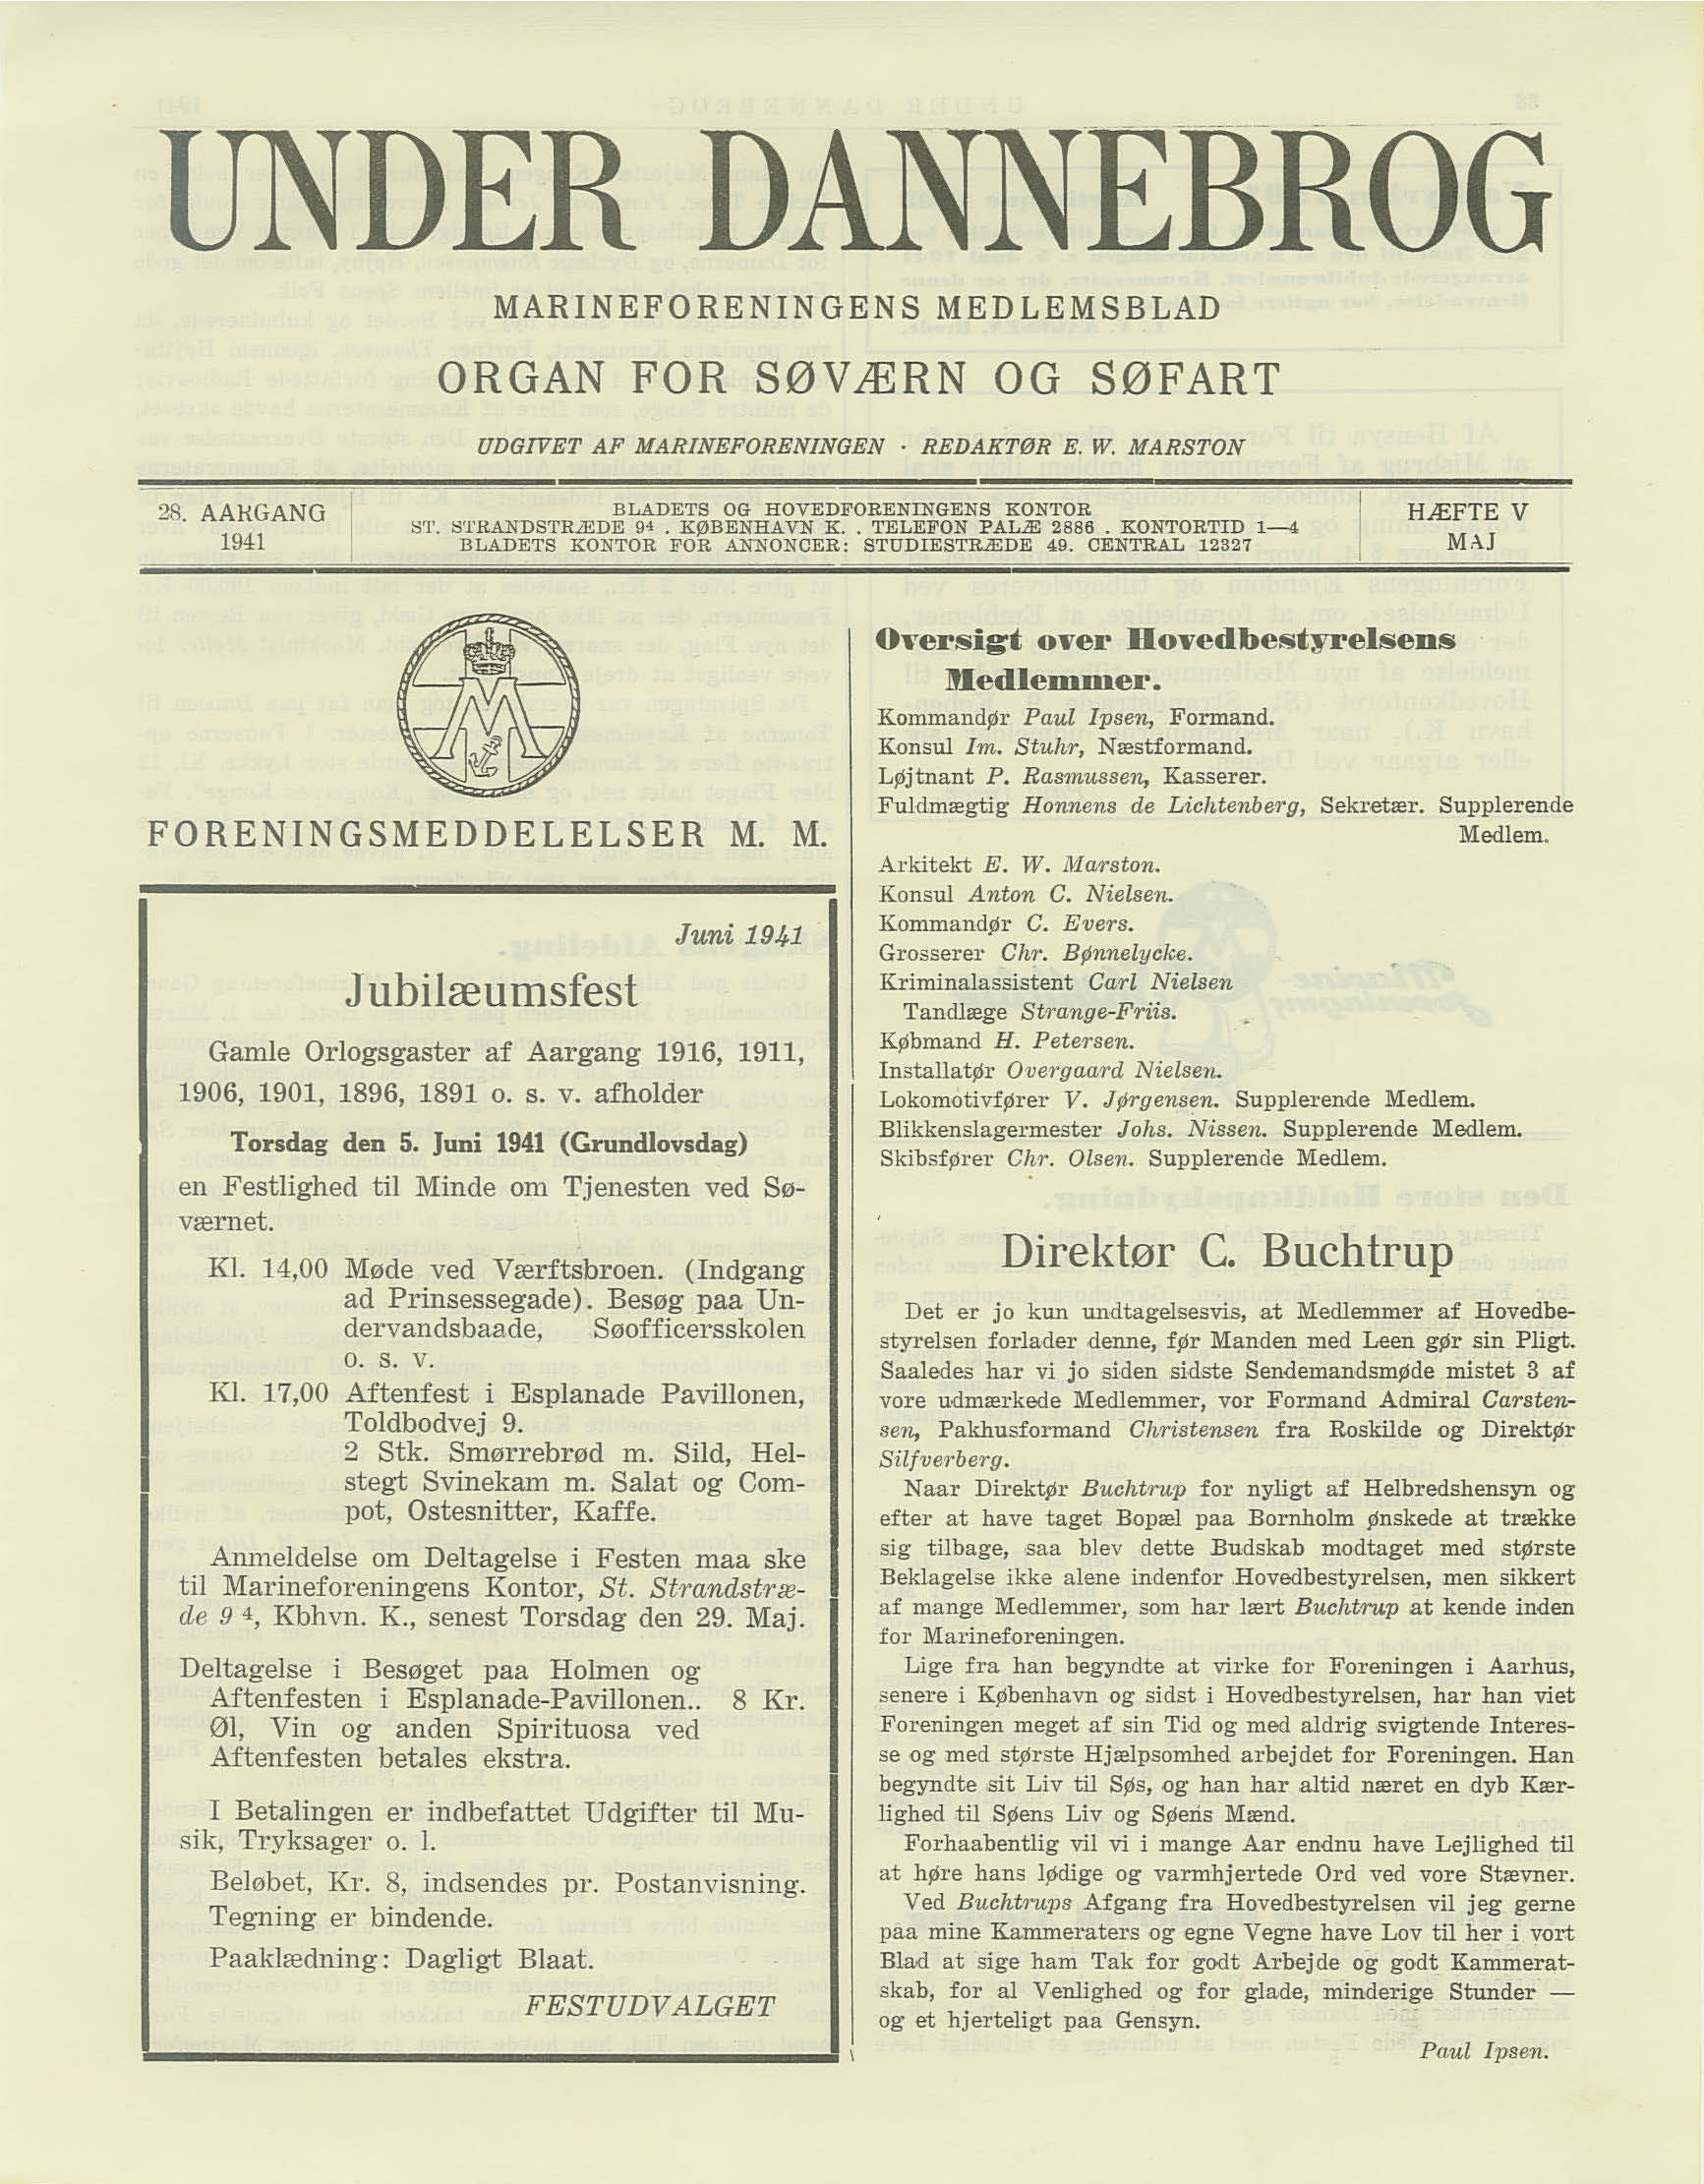 UNDER DANNEBROG
MARINEFORENINGENS MEDLEMSBLAD
ORGAN FOR SØVÆRN OG SØFART
UDGIVET AF MARINEFORENINGEN · REDAKTØR E. W. MARSTON
28. AARGANG
1941
BLADETS OG HOVEDFORENINGENS KONTOR
ST. STRANDSTRÆDE 9⁴ . KØBENHAVN K. . TELEFON PALÆ 2886 . KONTORTID 1—4
BLADETS KONTOR FOR ANNONCER: STUDIESTRÆDE 49. CENTRAL 12327
HÆFTE V
MAJ
M
FORENINGSMEDDELELSER M. M.
Juni 1941
Jubilæumsfest
Gamle Orlogsgaster af Aargang 1916, 1911,
1906, 1901, 1896, 1891 o. s. v. afholder
Torsdag den 5. Juni 1941 (Grundlovsdag)
en Festlighed til Minde om Tjenesten ved Sø-
værnet.
Kl. 14,00 Møde ved Værftsbroen. (Indgang
ad Prinsessegade). Besøg paa Un-
dervandsbaade, Søofficersskolen
o. s. v.
Kl. 17,00 Aftenfest i Esplanade Pavillonen,
Toldbodvej 9.
2 Stk. Smørrebrød m. Sild, Hel-
stegt Svinekam m. Salat og Com-
pot, Ostesnitter, Kaffe.
Anmeldelse om Deltagelse i Festen maa ske
til Marineforeningens Kontor, St. Strandstræ-
de 9 ⁴, Kbhvn. K., senest Torsdag den 29. Maj.
Deltagelse i Besøget paa Holmen og
Aftenfesten i Esplanade-Pavillonen.. 8 Kr.
Øl, Vin og anden Spirituosa ved
Aftenfesten betales ekstra.
I Betalingen er indbefattet Udgifter til Mu-
sik, Tryksager o. l.
Beløbet, Kr. 8, indsendes pr. Postanvisning.
Tegning er bindende.
Paaklædning: Dagligt Blaat.
FESTUDVALGET
Oversigt over Hovedbestyrelsens
Medlemmer.
Kommandør Paul Ipsen, Formand.
Konsul Im. Stuhr, Næstformand.
Løjtnant P. Rasmussen, Kasserer.
Fuldmægtig Honnens de Lichtenberg, Sekretær. Supplerende
Medlem.
Arkitekt E. W. Marston.
Konsul Anton C. Nielsen.
Kommandør C. Evers.
Grosserer Chr. Bønnelycke.
Kriminalassistent Carl Nielsen
Tandlæge Strange-Friis.
Købmand H. Petersen.
Installatør Overgaard Nielsen.
Lokomotivfører V. Jørgensen. Supplerende Medlem.
Blikkenslagermester Johs. Nissen. Supplerende Medlem.
Skibsfører Chr. Olsen. Supplerende Medlem.
Direktør C. Buchtrup
Det er jo kun undtagelsesvis, at Medlemmer af Hovedbe-
styrelsen forlader denne, før Manden med Leen gør sin Pligt.
Saaledes har vi jo siden sidste Sendemandsmøde mistet 3 af
vore udmærkede Medlemmer, vor Formand Admiral Carsten-
sen, Pakhusformand Christensen fra Roskilde og Direktør
Silfverberg.
Naar Direktør Buchtrup for nyligt af Helbredshensyn og
efter at have taget Bopæl paa Bornholm ønskede at trække
sig tilbage, saa blev dette Budskab modtaget med største
Beklagelse ikke alene indenfor Hovedbestyrelsen, men sikkert
af mange Medlemmer, som har lært Buchtrup at kende inden
for Marineforeningen.
Lige fra han begyndte at virke for Foreningen i Aarhus,
senere i København og sidst i Hovedbestyrelsen, har han viet
Foreningen meget af sin Tid og med aldrig svigtende Interes-
se og med største Hjælpsomhed arbejdet for Foreningen. Han
begyndte sit Liv til Søs, og han har altid næret en dyb Kær-
lighed til Søens Liv og Søens Mænd.
Forhaabentlig vil vi i mange Aar endnu have Lejlighed til
at høre hans lødige og varmhjertede Ord ved vore Stævner.
Ved Buchtrups Afgang fra Hovedbestyrelsen vil jeg gerne
paa mine Kammeraters og egne Vegne have Lov til her i vort
Blad at sige ham Tak for godt Arbejde og godt Kammerat-
skab, for al Venlighed og for glade, minderige Stunder —
og et hjerteligt paa Gensyn.
Paul Ipsen.